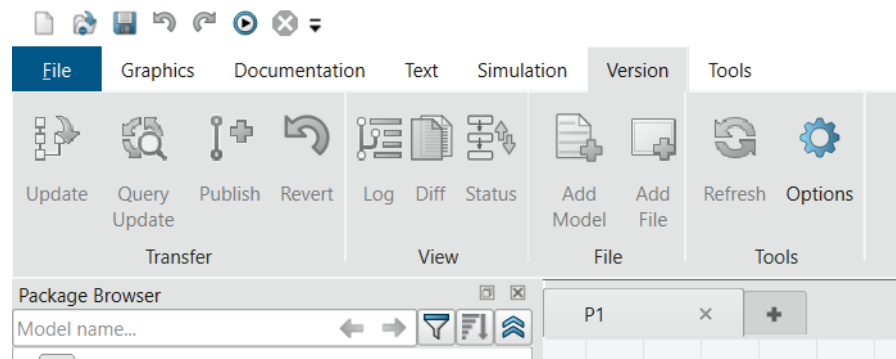 File Graphics Documentation Text Simulation Version Tools
Update Query Update Publish Revert Log Diff Status Add Model Add File Refresh Options
Transfer View File Tools
Package Browser
Model name...
P1